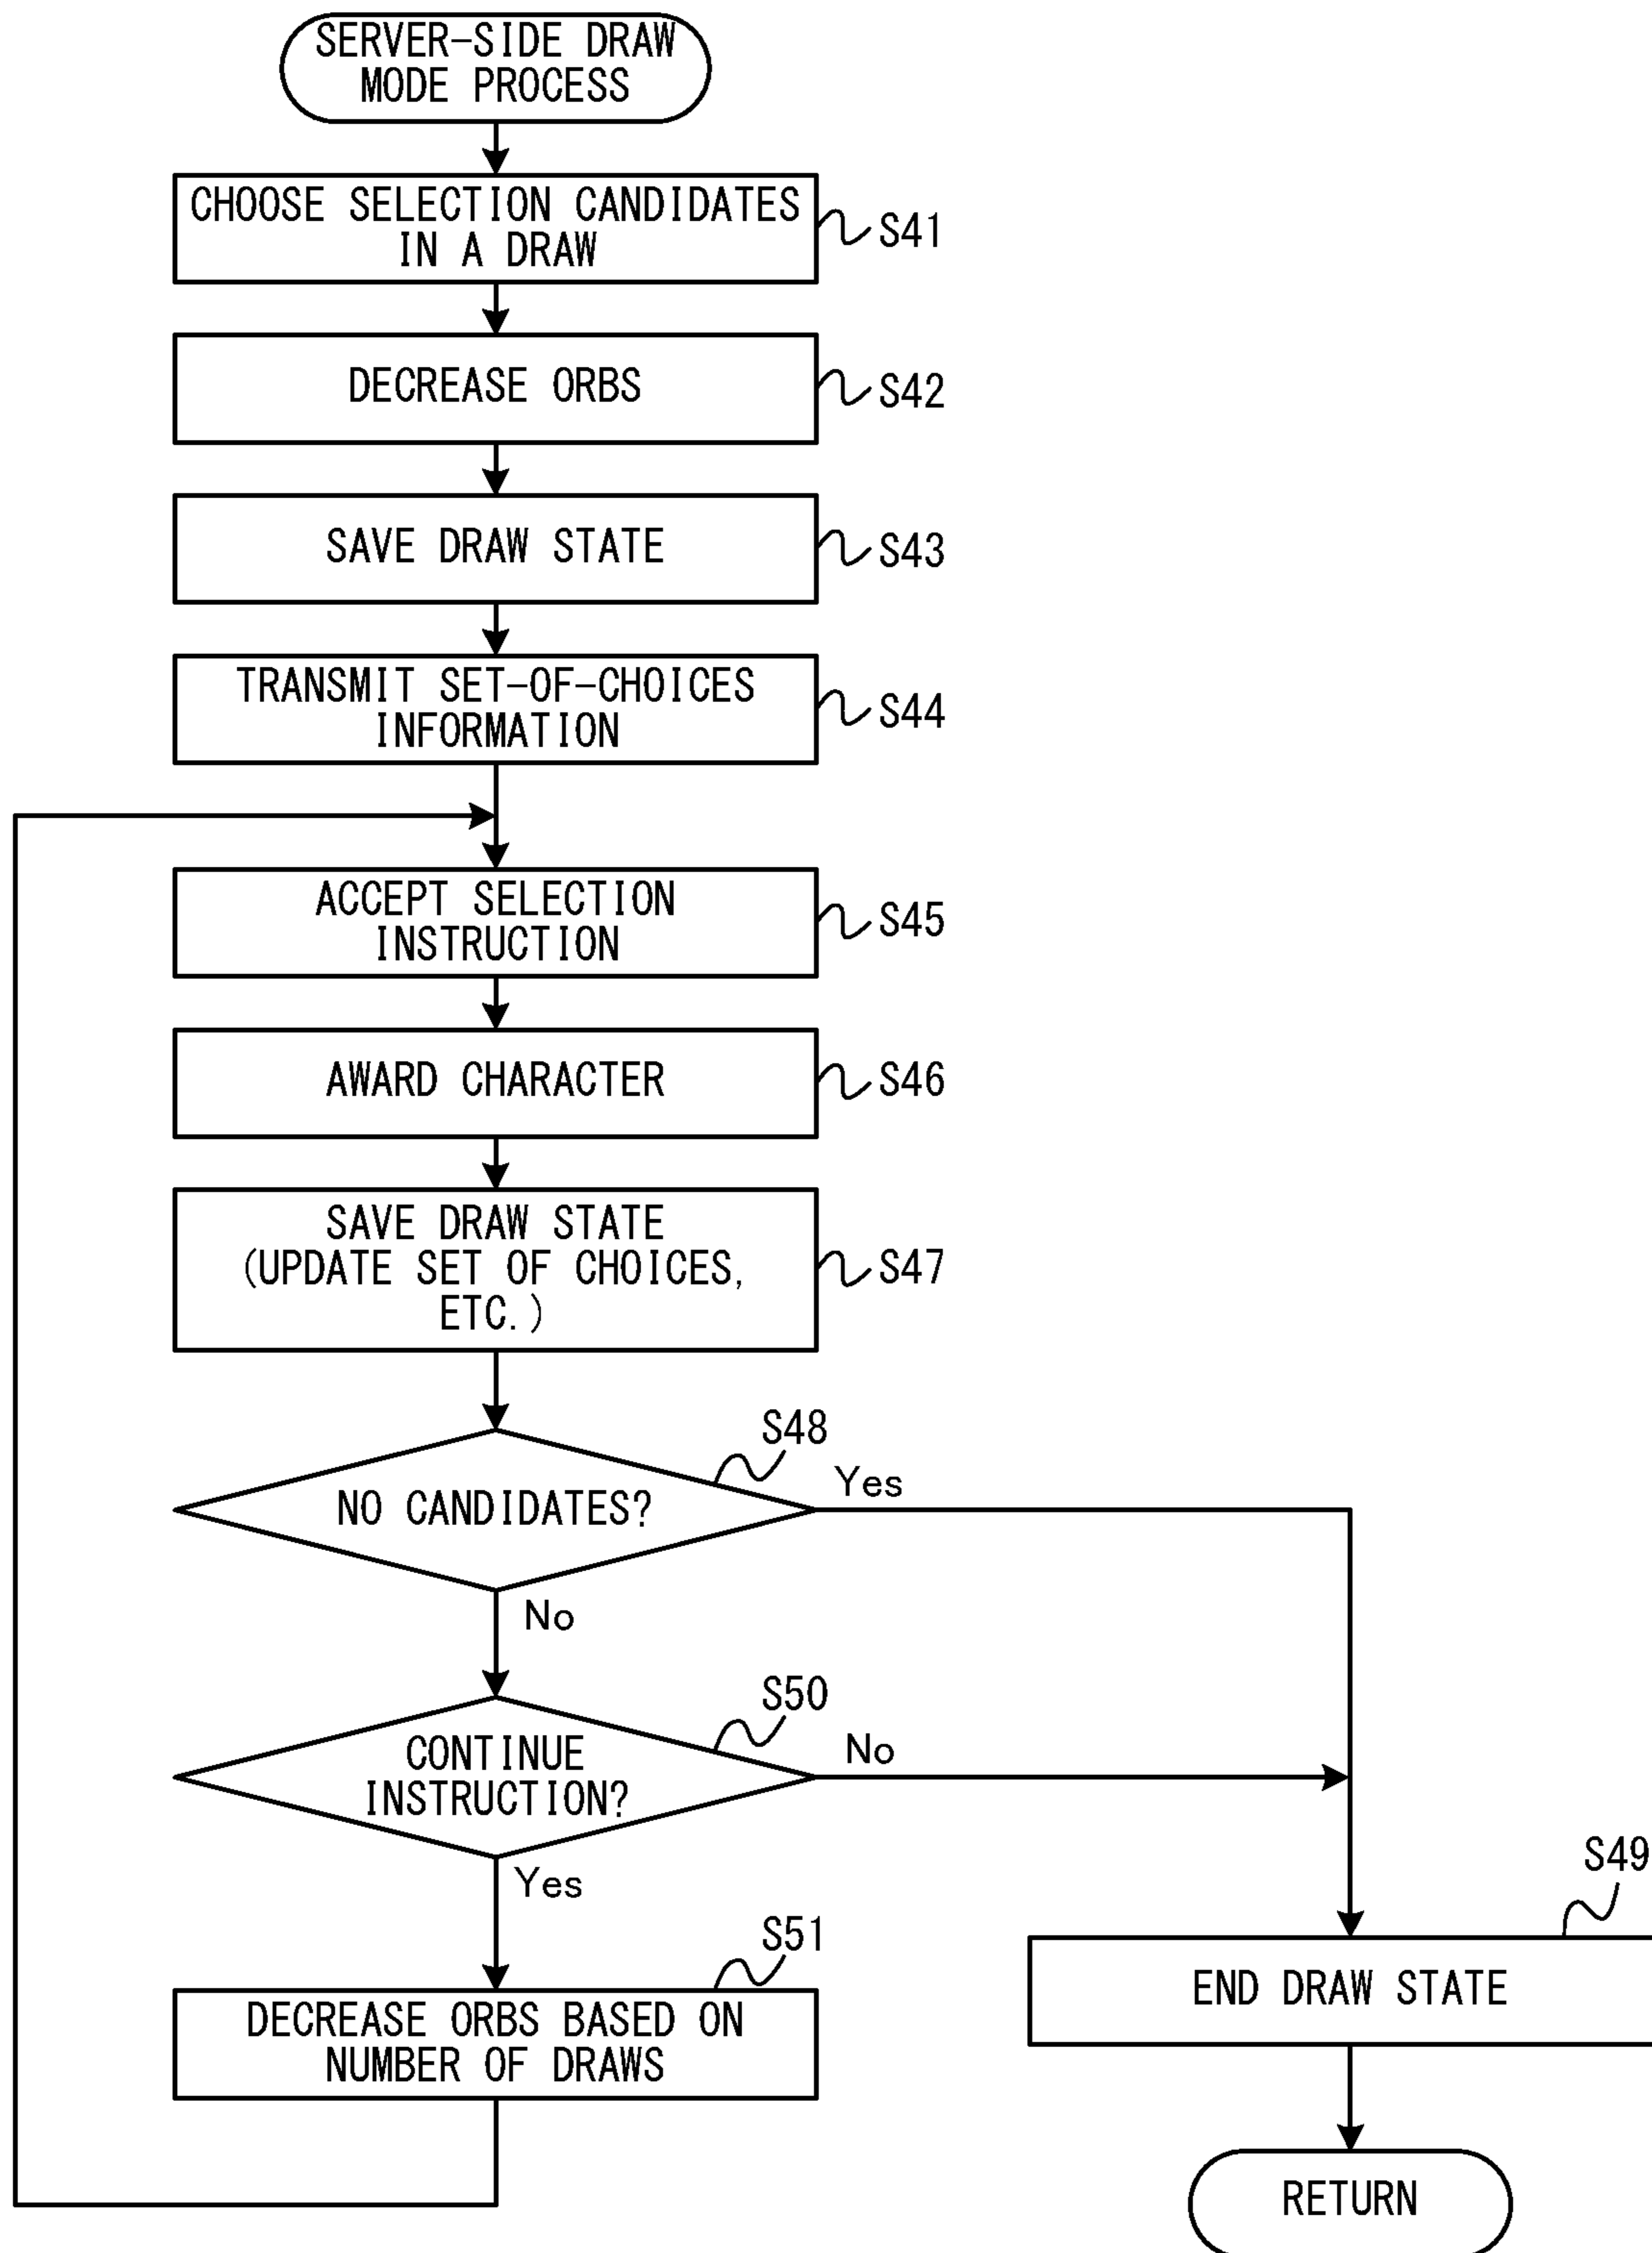 SERVER-SIDE DRAW
MODE PROCESS
CHOOSE SELECTION CANDIDATES
IN A DRAW
S41
DECREASE ORBS
S42
SAVE DRAW STATE
S43
TRANSMIT SET-OF-CHOICES
INFORMATION
S44
ACCEPT SELECTION
INSTRUCTION
S45
AWARD CHARACTER
S46
SAVE DRAW STATE
(UPDATE SET OF CHOICES,
ETC.)
S47
S48
NO CANDIDATES?
Yes
No
S50
CONTINUE
INSTRUCTION?
No
Yes
S51
DECREASE ORBS BASED ON
NUMBER OF DRAWS
S49
END DRAW STATE
RETURN